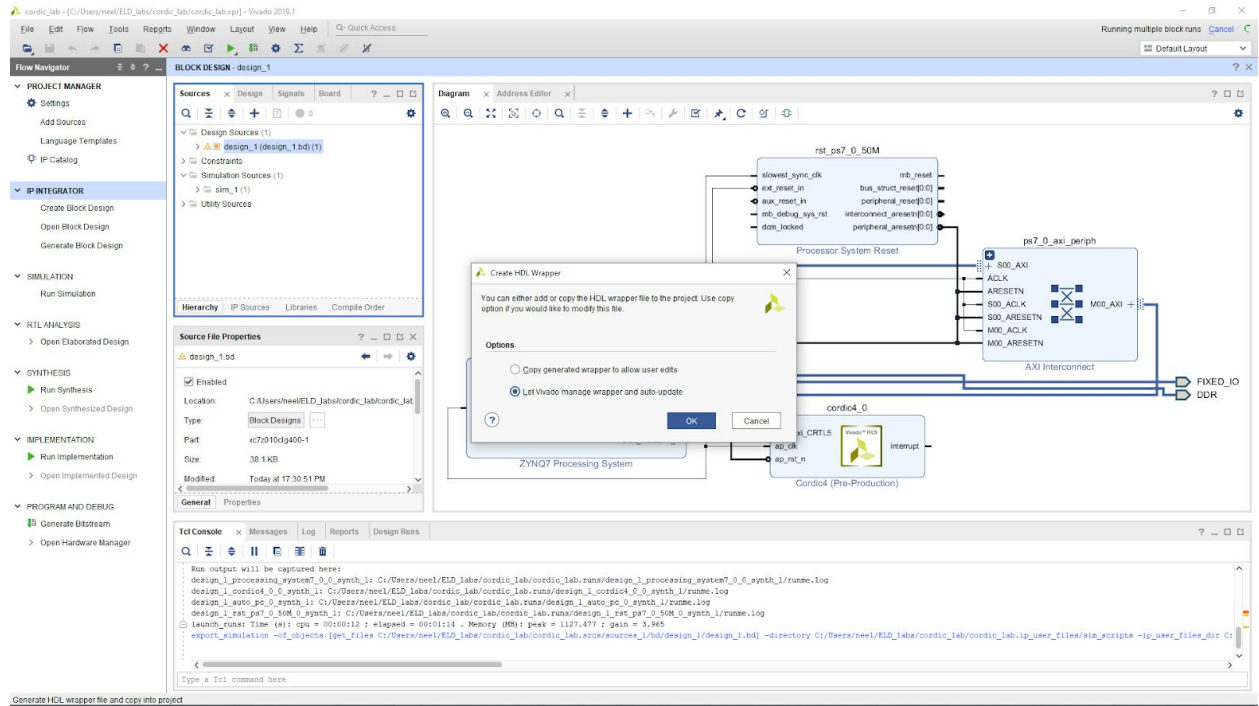 cordic_lab - [C:/Users/neel/ELD_labs/cordic_lab/cordic_lab.xpr] - Vivado 2019.1
File Edit Flow Tools Reports Window Layout View Help Q- Quick Access
Running multiple block runs Cancel
Default Layout
Flow Navigator
BLOCK DESIGN - design_1
PROJECT MANAGER
Settings
Add Sources
Language Templates
IP Catalog
IP INTEGRATOR
Create Block Design
Open Block Design
Generate Block Design
SIMULATION
Run Simulation
RTL ANALYSIS
Open Elaborated Design
SYNTHESIS
Run Synthesis
Open Synthesized Design
IMPLEMENTATION
Run Implementation
Open Implemented Design
PROGRAM AND DEBUG
Generate Bitstream
Open Hardware Manager
Sources Design Signals Board
0
Design Sources (1)
design_1 (design_1.bd) (1)
Constraints
Simulation Sources (1)
sim_1 (1)
Utility Sources
Hierarchy IP Sources Libraries Compile Order
Source File Properties
design_1.bd
Enabled
Location: C:/Users/neel/ELD_labs/cordic_lab/cordic_lat
Type: Block Designs
Part: xc7z010clg400-1
Size: 38.1 KB
Modified: Today at 17:30:51 PM
General Properties
Diagram Address Editor
rst_ps7_0_50M
slowest_sync_clk mb_reset
ext_reset_in bus_struct_reset[0:0]
aux_reset_in peripheral_reset[0:0]
mb_debug_sys_rst interconnect_aresetn[0:0]
dcm_locked peripheral_aresetn[0:0]
Processor System Reset
ps7_0_axi_periph
S00_AXI
ACLK
ARESETN
S00_ACLK M00_AXI
S00_ARESETN
M00_ACLK
M00_ARESETN
AXI Interconnect
FIXED_IO
DDR
cordic4_0
xi_CRTL5
ap_clk interrupt
ap_rst_n
Vivado™ HLS
Cordic4 (Pre-Production)
ZYNQ7 Processing System
Create HDL Wrapper
You can either add or copy the HDL wrapper file to the project. Use copy
option if you would like to modify this file.
Options
Copy generated wrapper to allow user edits
Let Vivado manage wrapper and auto-update
OK Cancel
Tcl Console Messages Log Reports Design Runs
Run output will be captured here:
design_1_processing_system7_0_0_synth_1: C:/Users/neel/ELD_labs/cordic_lab/cordic_lab.runs/design_1_processing_system7_0_0_synth_1/runme.log
design_1_cordic4_0_0_synth_1: C:/Users/neel/ELD_labs/cordic_lab/cordic_lab.runs/design_1_cordic4_0_0_synth_1/runme.log
design_1_auto_pc_0_synth_1: C:/Users/neel/ELD_labs/cordic_lab/cordic_lab.runs/design_1_auto_pc_0_synth_1/runme.log
design_1_rst_ps7_0_50M_0_synth_1: C:/Users/neel/ELD_labs/cordic_lab/cordic_lab.runs/design_1_rst_ps7_0_50M_0_synth_1/runme.log
launch_runs: Time (s): cpu = 00:00:12 ; elapsed = 00:01:14 . Memory (MB): peak = 1127.477 ; gain = 3.965
export_simulation -of_objects [get_files C:/Users/neel/ELD_labs/cordic_lab/cordic_lab.srcs/sources_1/bd/design_1/design_1.bd] -directory C:/Users/neel/ELD_labs/cordic_lab/cordic_lab.ip_user_files/sim_scripts -ip_user_files_dir C:
Type a Tcl command here
Generate HDL wrapper file and copy into project